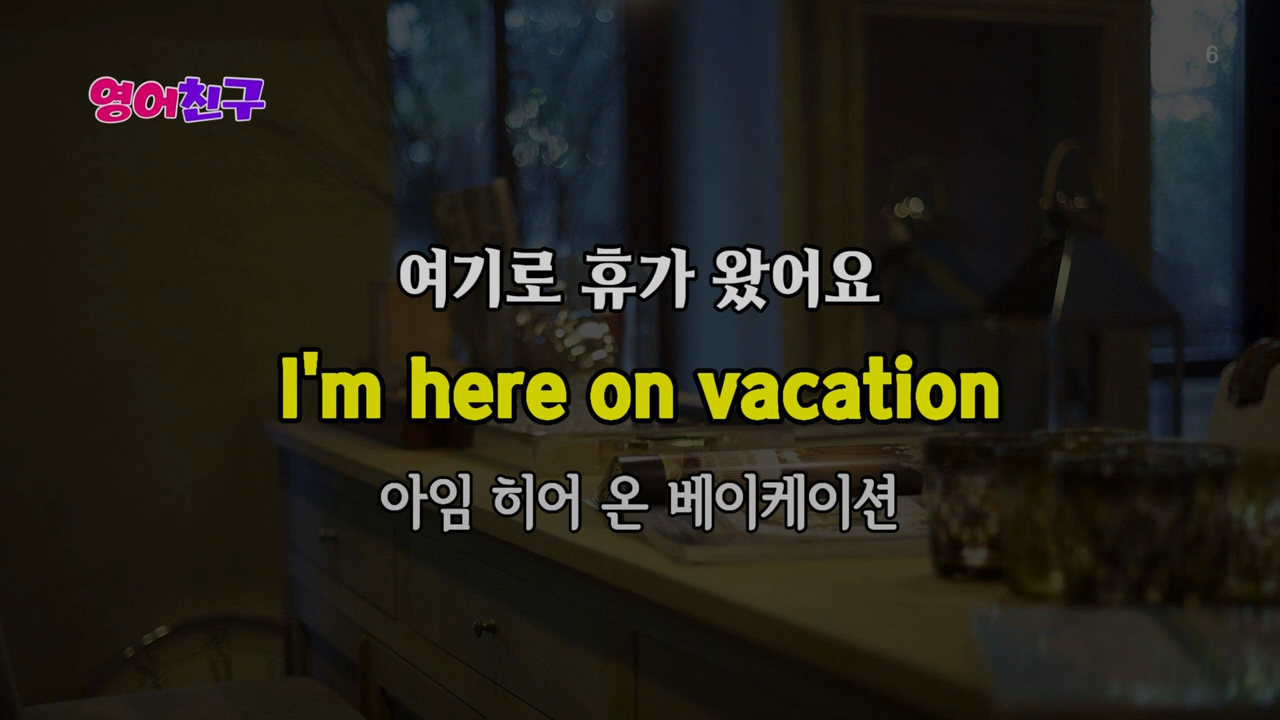 영어친구
6
여기로 휴가 왔어요
I'm here on vacation
아임 히어 온 베이케이션